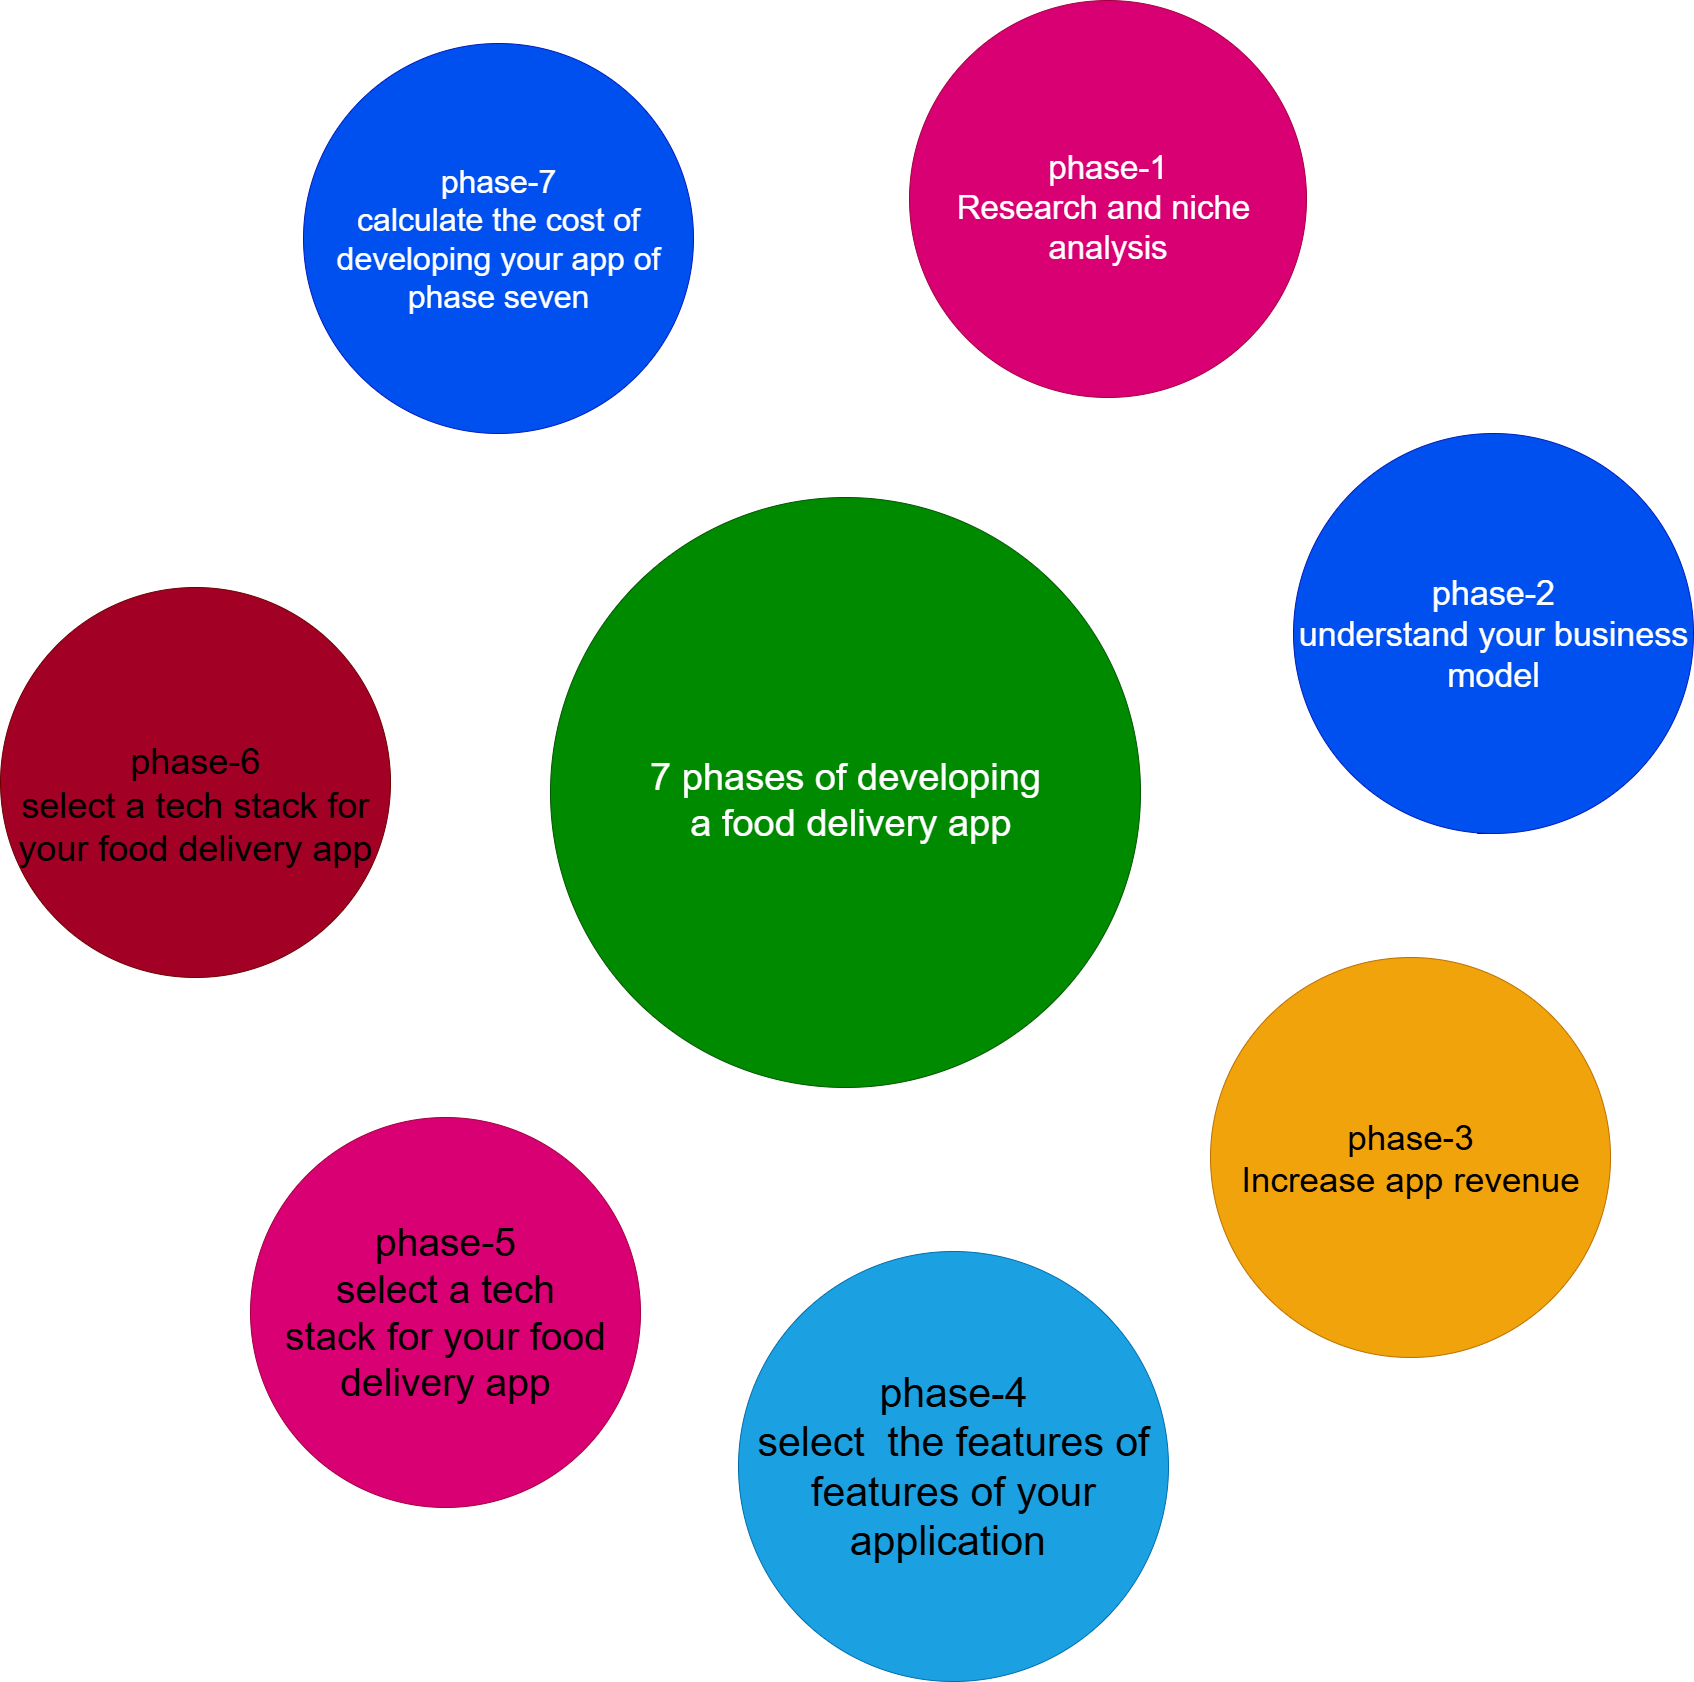 7 phases of developing
a food delivery app
phase-1
Research and niche
analysis
phase-2
understand your business
model
phase-3
Increase app revenue
phase-4
select  the features of
features of your
application
phase-5
select a tech
stack for your food
delivery app
phase-6
select a tech stack for
your food delivery app
phase-7
calculate the cost of
developing your app of
phase seven